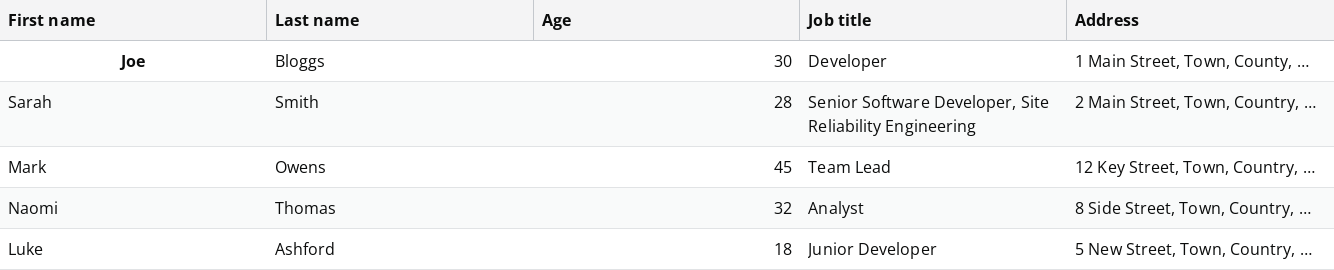 First name Last name Age Job title Address
Joe Bloggs 30 Developer 1 Main Street, Town, County, ...
Sarah Smith 28 Senior Software Developer, Site 2 Main Street, Town, Country, ...
Reliability Engineering
Mark Owens 45 Team Lead 12 Key Street, Town, Country, ...
Naomi Thomas 32 Analyst 8 Side Street, Town, Country, ...
Luke Ashford 18 Junior Developer 5 New Street, Town, Country, ...